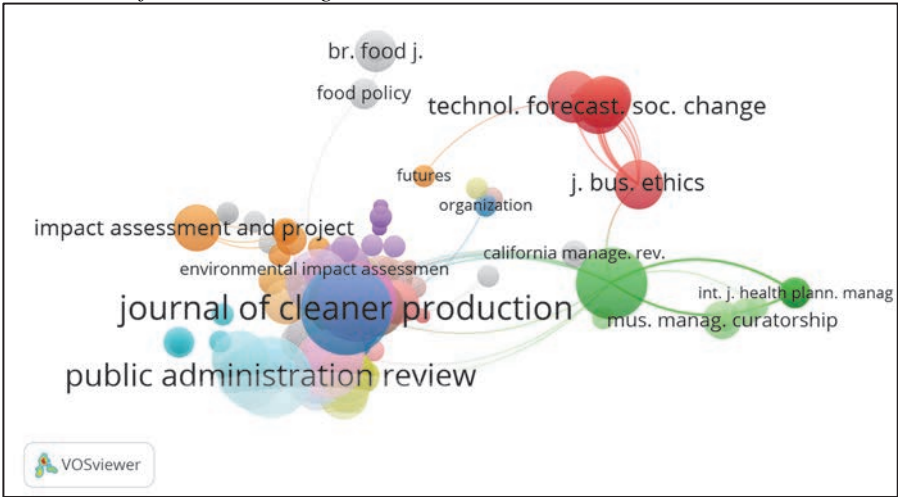 br. food j.
food policy
technol. forecast. soc. change
futures
j. bus. ethics
organization
impact assessment and project
california manage. rev.
environmental impact assessmen
int. j. health plann. manag
journal of cleaner production
mus. manag. curatorship
public administration review
VOSviewer